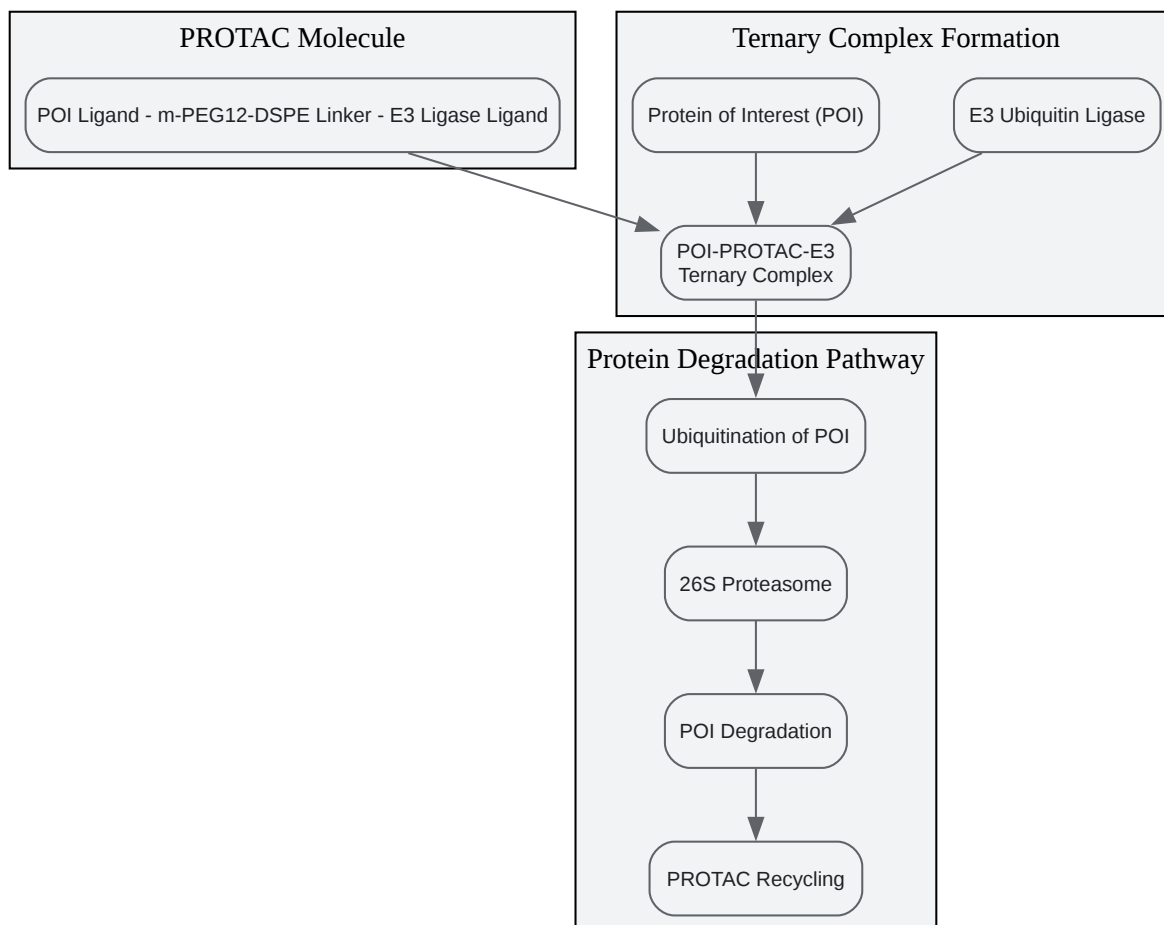 PROTAC Molecule
POI Ligand - m-PEG12-DSPE Linker - E3 Ligase Ligand
Ternary Complex Formation
Protein of Interest (POI)
E3 Ubiquitin Ligase
POI-PROTAC-E3
Ternary Complex
Protein Degradation Pathway
Ubiquitination of POI
26S Proteasome
POI Degradation
PROTAC Recycling